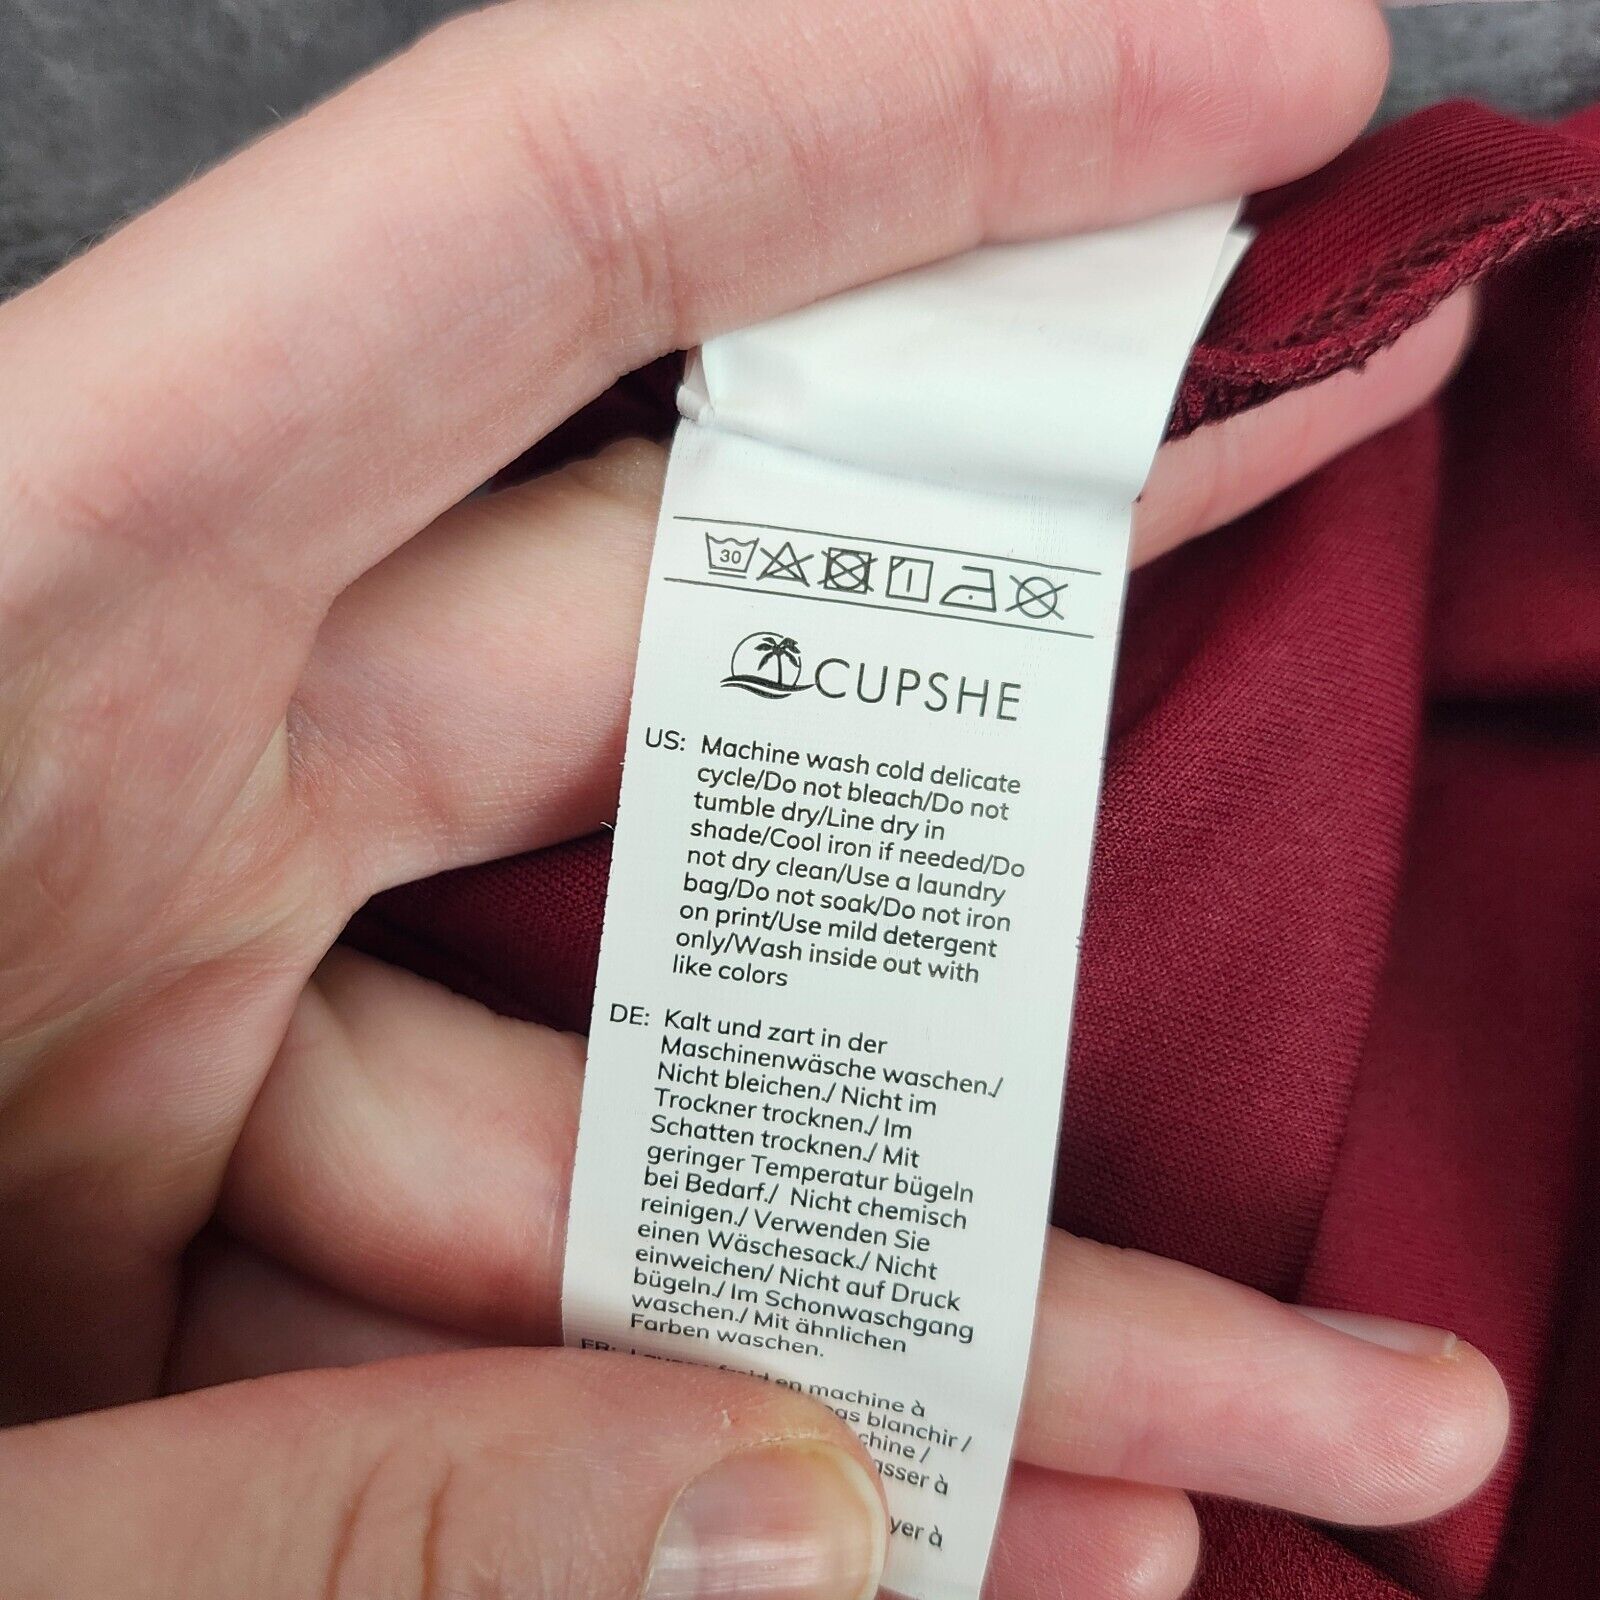 30
CUPSHE
US: Machine wash cold delicate
cycle/Do not bleach/Do not
tumble dry/Line dry in
shade/Cool iron if needed/Do
not dry clean/Use a laundry
bag/Do not soak/Do not iron
on print/Use mild detergent
only/Wash inside out with
like colors
DE: Kalt und zart in der
Maschinenwäsche waschen./
Nicht bleichen./ Nicht im
Trockner trocknen./ Im
Schatten trocknen./ Mit
geringer Temperatur bügeln
bei Bedarf./ Nicht chemisch
reinigen./ Verwenden Sie
einen Wäschesack./ Nicht
einweichen/ Nicht auf Druck
bügeln./ Im Schonwaschgang
waschen./ Mit ähnlichen
Farben waschen.
FR: en machine à
blanchir /
/
à
à